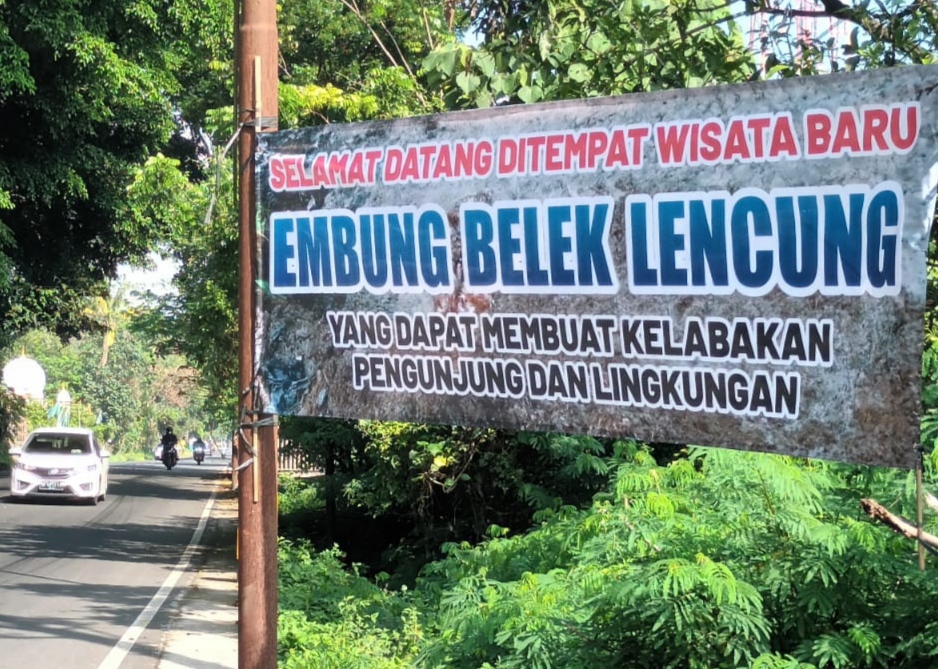 SELAMAT DATANG DITEMPAT WISATA BARU
EMBUNG BELEK LENCUNG
YANG DAPAT MEMBUAT KELABAKAN
PENGUNJUNG DAN LINGKUNGAN